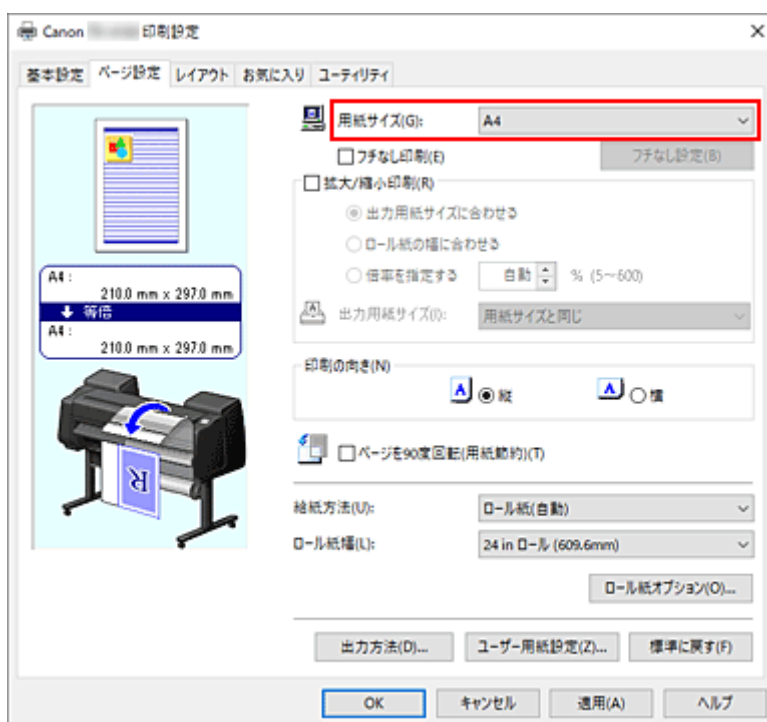 Canon 印刷設定
基本設定 ページ設定 レイアウト お気に入り ユーティリティ
用紙サイズ(G): A4
フチなし印刷(E) フチなし設定(B)
拡大/縮小印刷(R)
出力用紙サイズに合わせる
ロール紙の幅に合わせる
倍率を指定する 自動 % (5～600)
出力用紙サイズ(I): 用紙サイズと同じ
A4 :
210.0 mm x 297.0 mm
等倍
A4 :
210.0 mm x 297.0 mm
R
印刷の向き(N)
A 縦 A 横
ページを90度回転(用紙節約)(T)
給紙方法(U): ロール紙(自動)
ロール紙幅(L): 24 in ロール (609.6mm)
ロール紙オプション(O)...
出力方法(D)... ユーザー用紙設定(Z)... 標準に戻す(F)
OK キャンセル 適用(A) ヘルプ